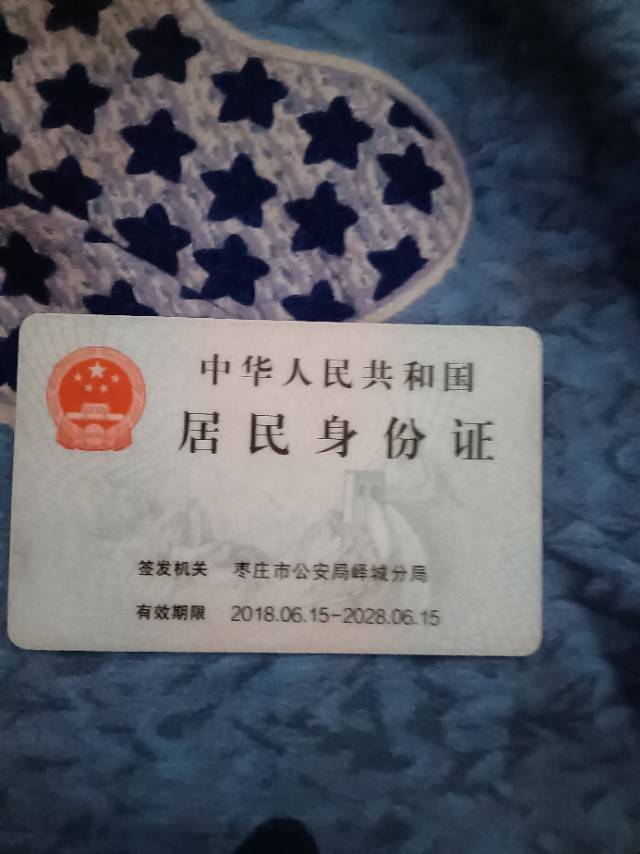 中华人民共和国
居民身份证
签发机关 枣庄市公安局峄城分局
有效期限 2018.06.15-2028.06.15